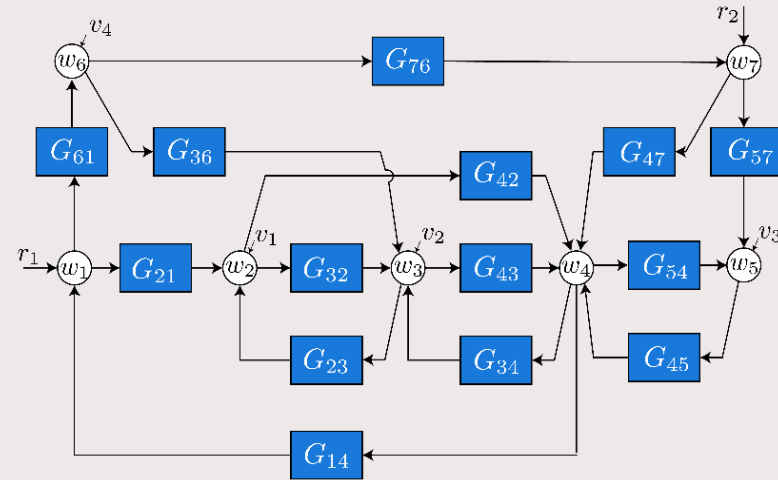 v₄
r₂
w₆
G₇₆
w₇
G₆₁
G₃₆
G₄₇
G₅₇
G₄₂
r₁
v₁
v₂
v₃
w₁
G₂₁
w₂
G₃₂
w₃
G₄₃
w₄
G₅₄
w₅
G₂₃
G₃₄
G₄₅
G₁₄